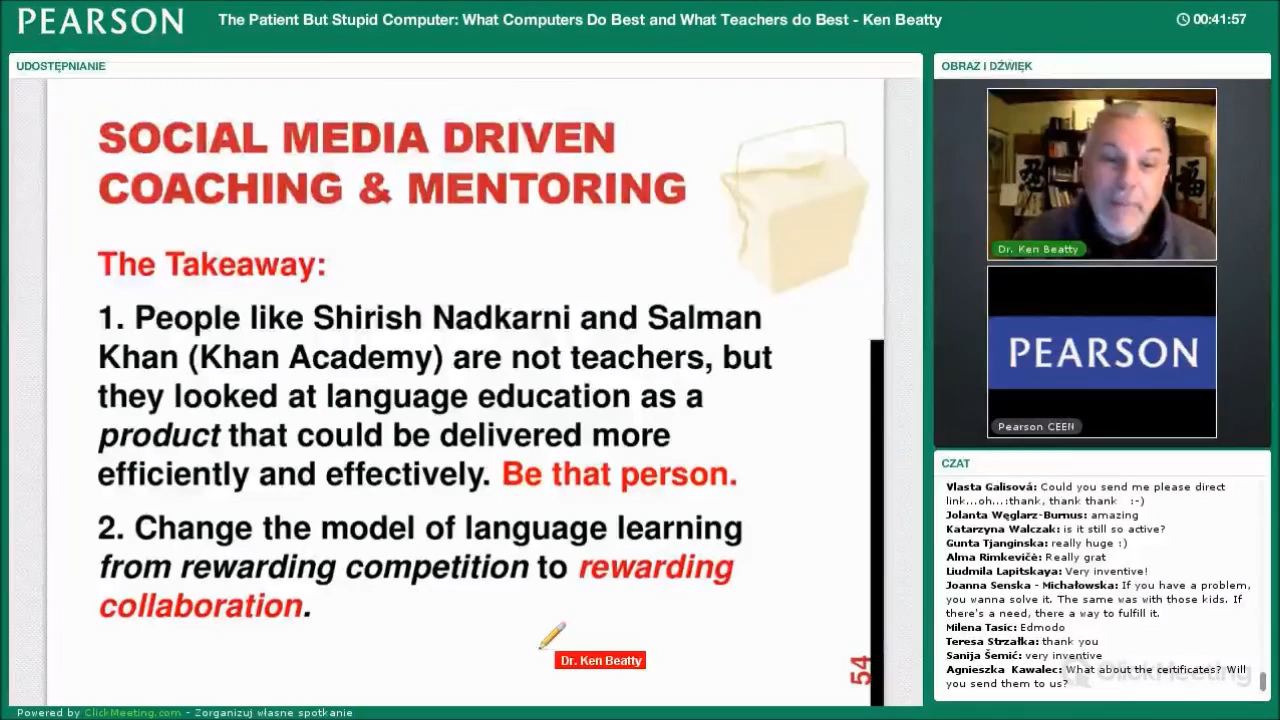 PEARSON
The Patient But Stupid Computer: What Computers Do Best and What Teachers do Best - Ken Beatty
00:41:57
UDOSTĘPNIANIE
SOCIAL MEDIA DRIVEN
COACHING & MENTORING
The Takeaway:
1. People like Shirish Nadkarni and Salman
Khan (Khan Academy) are not teachers, but
they looked at language education as a
product that could be delivered more
efficiently and effectively. Be that person.
2. Change the model of language learning
from rewarding competition to rewarding
collaboration.
Dr. Ken Beatty
54
OBRAZ I DŹWIĘK
Dr. Ken Beatty
PEARSON
Pearson CEEN
CZAT
Vlasta Galisová: Could you send me please direct
link...oh...:thank, thank thank :-)
Jolanta Węglarz-Burnus: amazing
Katarzyna Walczak: is it still so active?
Gunta Tjanginska: really huge :)
Alma Rimkevičė: Really grat
Liudmila Lapitskaya: Very inventive!
Joanna Senska - Michałowska: If you have a problem,
you wanna solve it. The same was with those kids. If
there's a need, there a way to fulfill it.
Milena Tasic: Edmodo
Teresa Strzałka: thank you
Sanija Šemić: very inventive
Agnieszka Kawalec: What about the certificates? Will
you send them to us?
ClickMeeting
Powered by ClickMeeting.com - Zorganizuj własne spotkanie